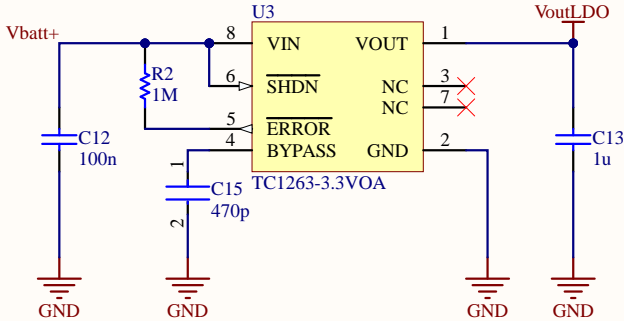 U3
VoutLDO
Vbatt+
8 VIN VOUT 1
R2
1M
6 SHDN NC 3
NC 7
5 ERROR
4 BYPASS GND 2
C12
100n
C13
1u
1
TC1263-3.3VOA
C15
470p
2
GND GND GND GND